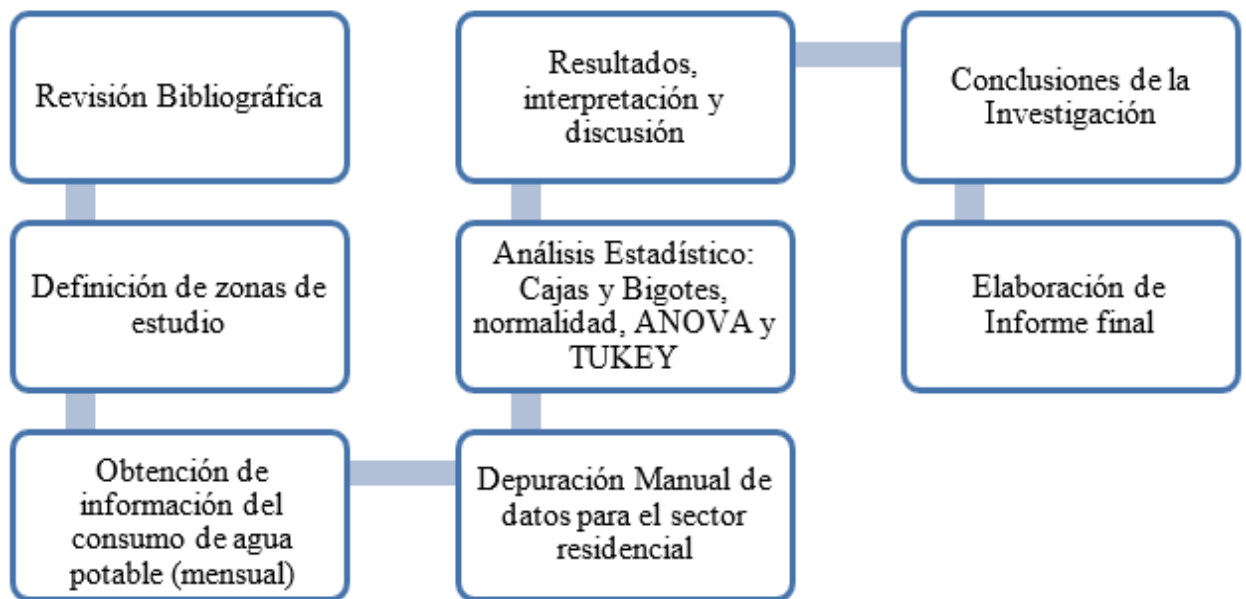 Revisión Bibliográfica
Definición de zonas de
estudio
Obtención de
información del
consumo de agua
potable (mensual)
Depuración Manual de
datos para el sector
residencial
Análisis Estadístico:
Cajas y Bigotes,
normalidad, ANOVA y
TUKEY
Resultados,
interpretación y
discusión
Conclusiones de la
Investigación
Elaboración de
Informe final